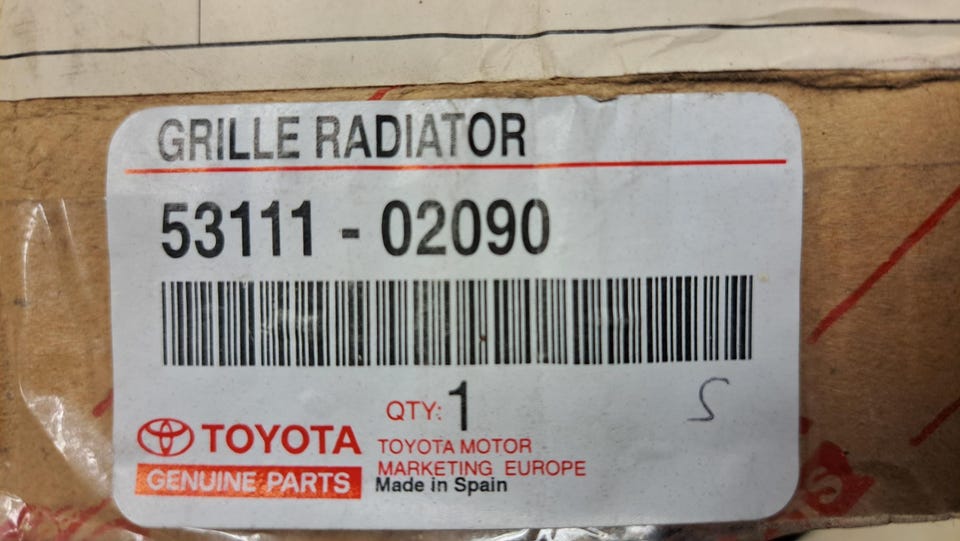 GRILLE RADIATOR
53111 - 02090
QTY: 1
TOYOTA
GENUINE PARTS
TOYOTA MOTOR
MARKETING EUROPE
Made in Spain
S